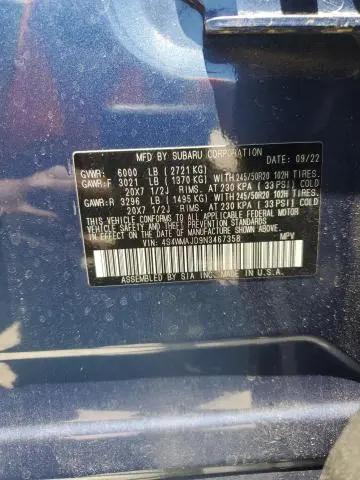 MFD. BY SUBARU CORPORATION DATE: 09/22
GVWR: 6000 LB (2721 KG)
GAWR:F 3021 LB (1370 KG) WITH 245/50R20 102H TIRES.
20X7 1/2J RIMS. AT 230 KPA (33 PSI) COLD
GAWR:R 3296 LB (1495 KG) WITH 245/50R20 102H TIRES.
20X7 1/2J RIMS. AT 230 KPA (33 PSI) COLD
THIS VEHICLE CONFORMS TO ALL APPLICABLE FEDERAL MOTOR
VEHICLE SAFETY, BUMPER, AND THEFT PREVENTION STANDARDS
IN EFFECT ON THE DATE OF MANUFACTURE SHOWN ABOVE.
VIN: 4S4WMAJD9N3467358 MPV
ASSEMBLED BY SIA INC. MADE IN U.S.A.